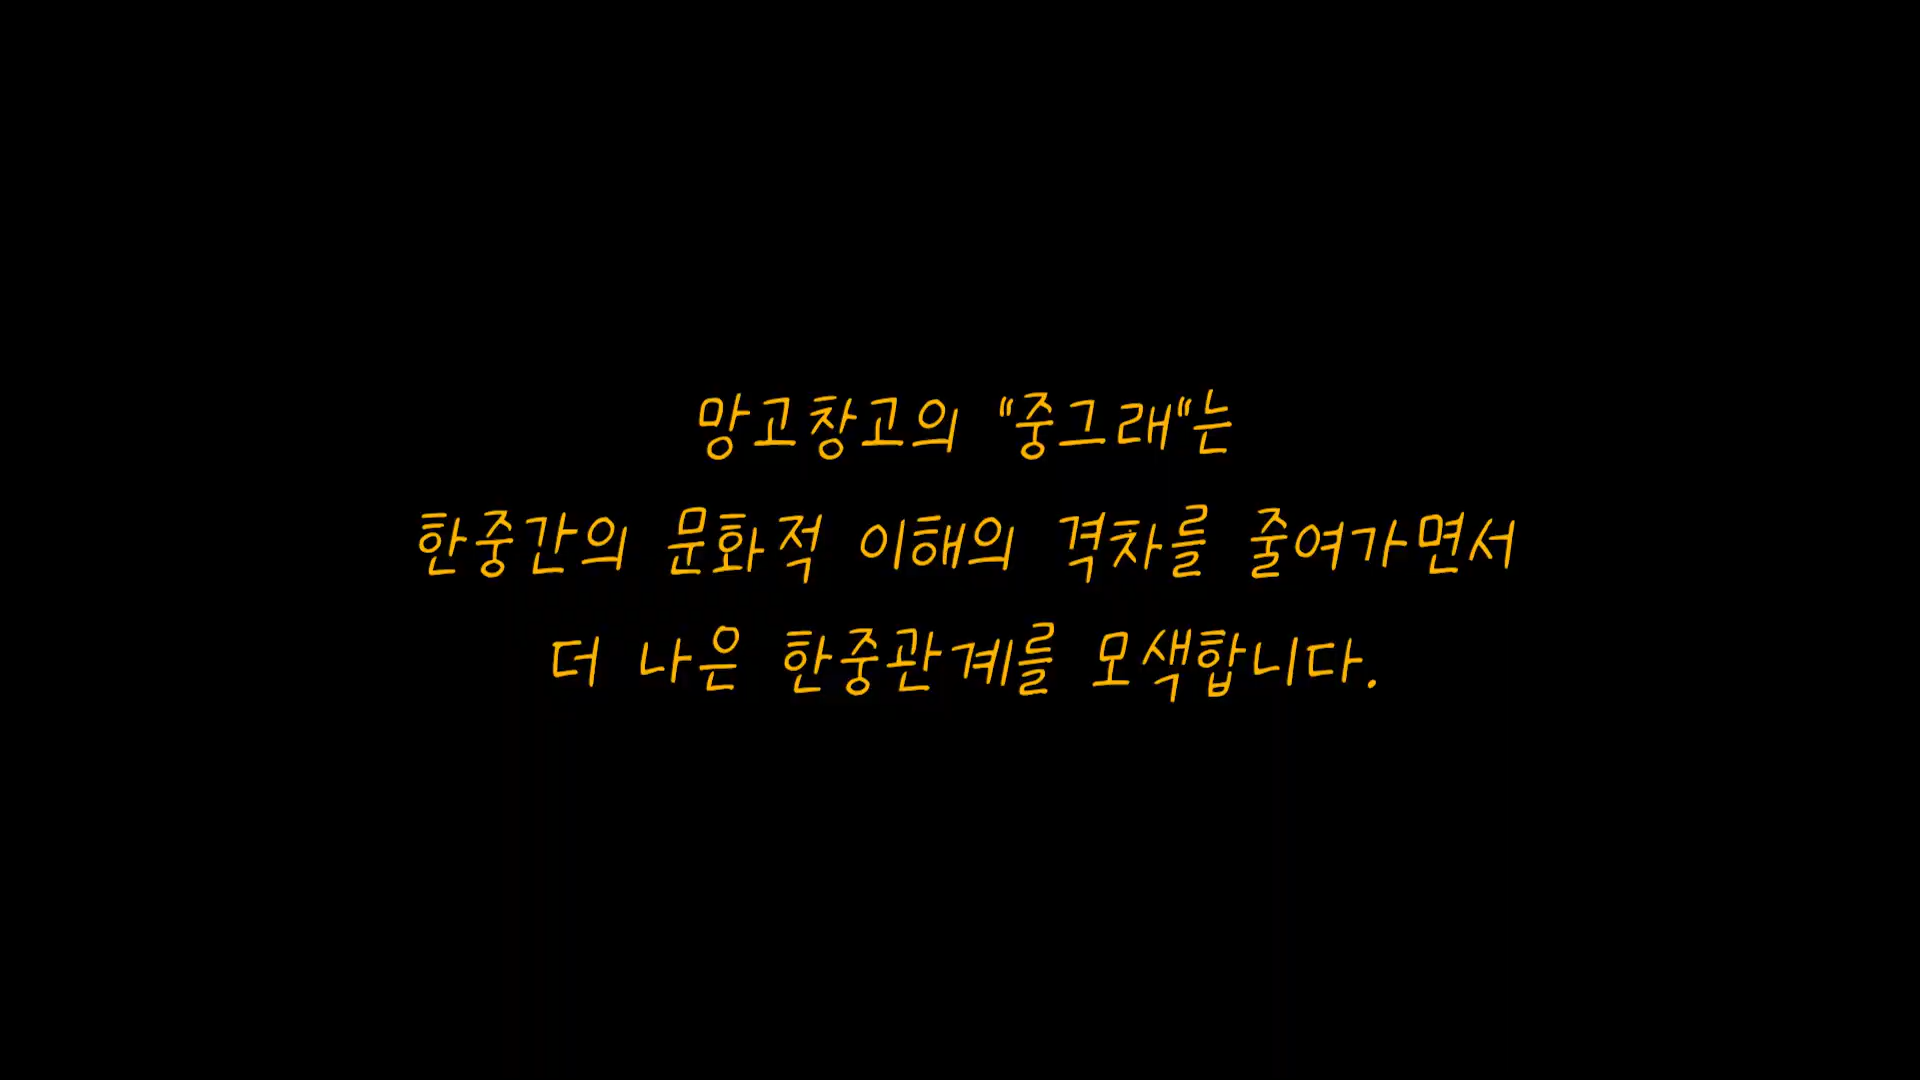 망고창고의 "중그래"는
한중간의 문화적 이해의 격차를 줄여가면서
더 나은 한중관계를 모색합니다.